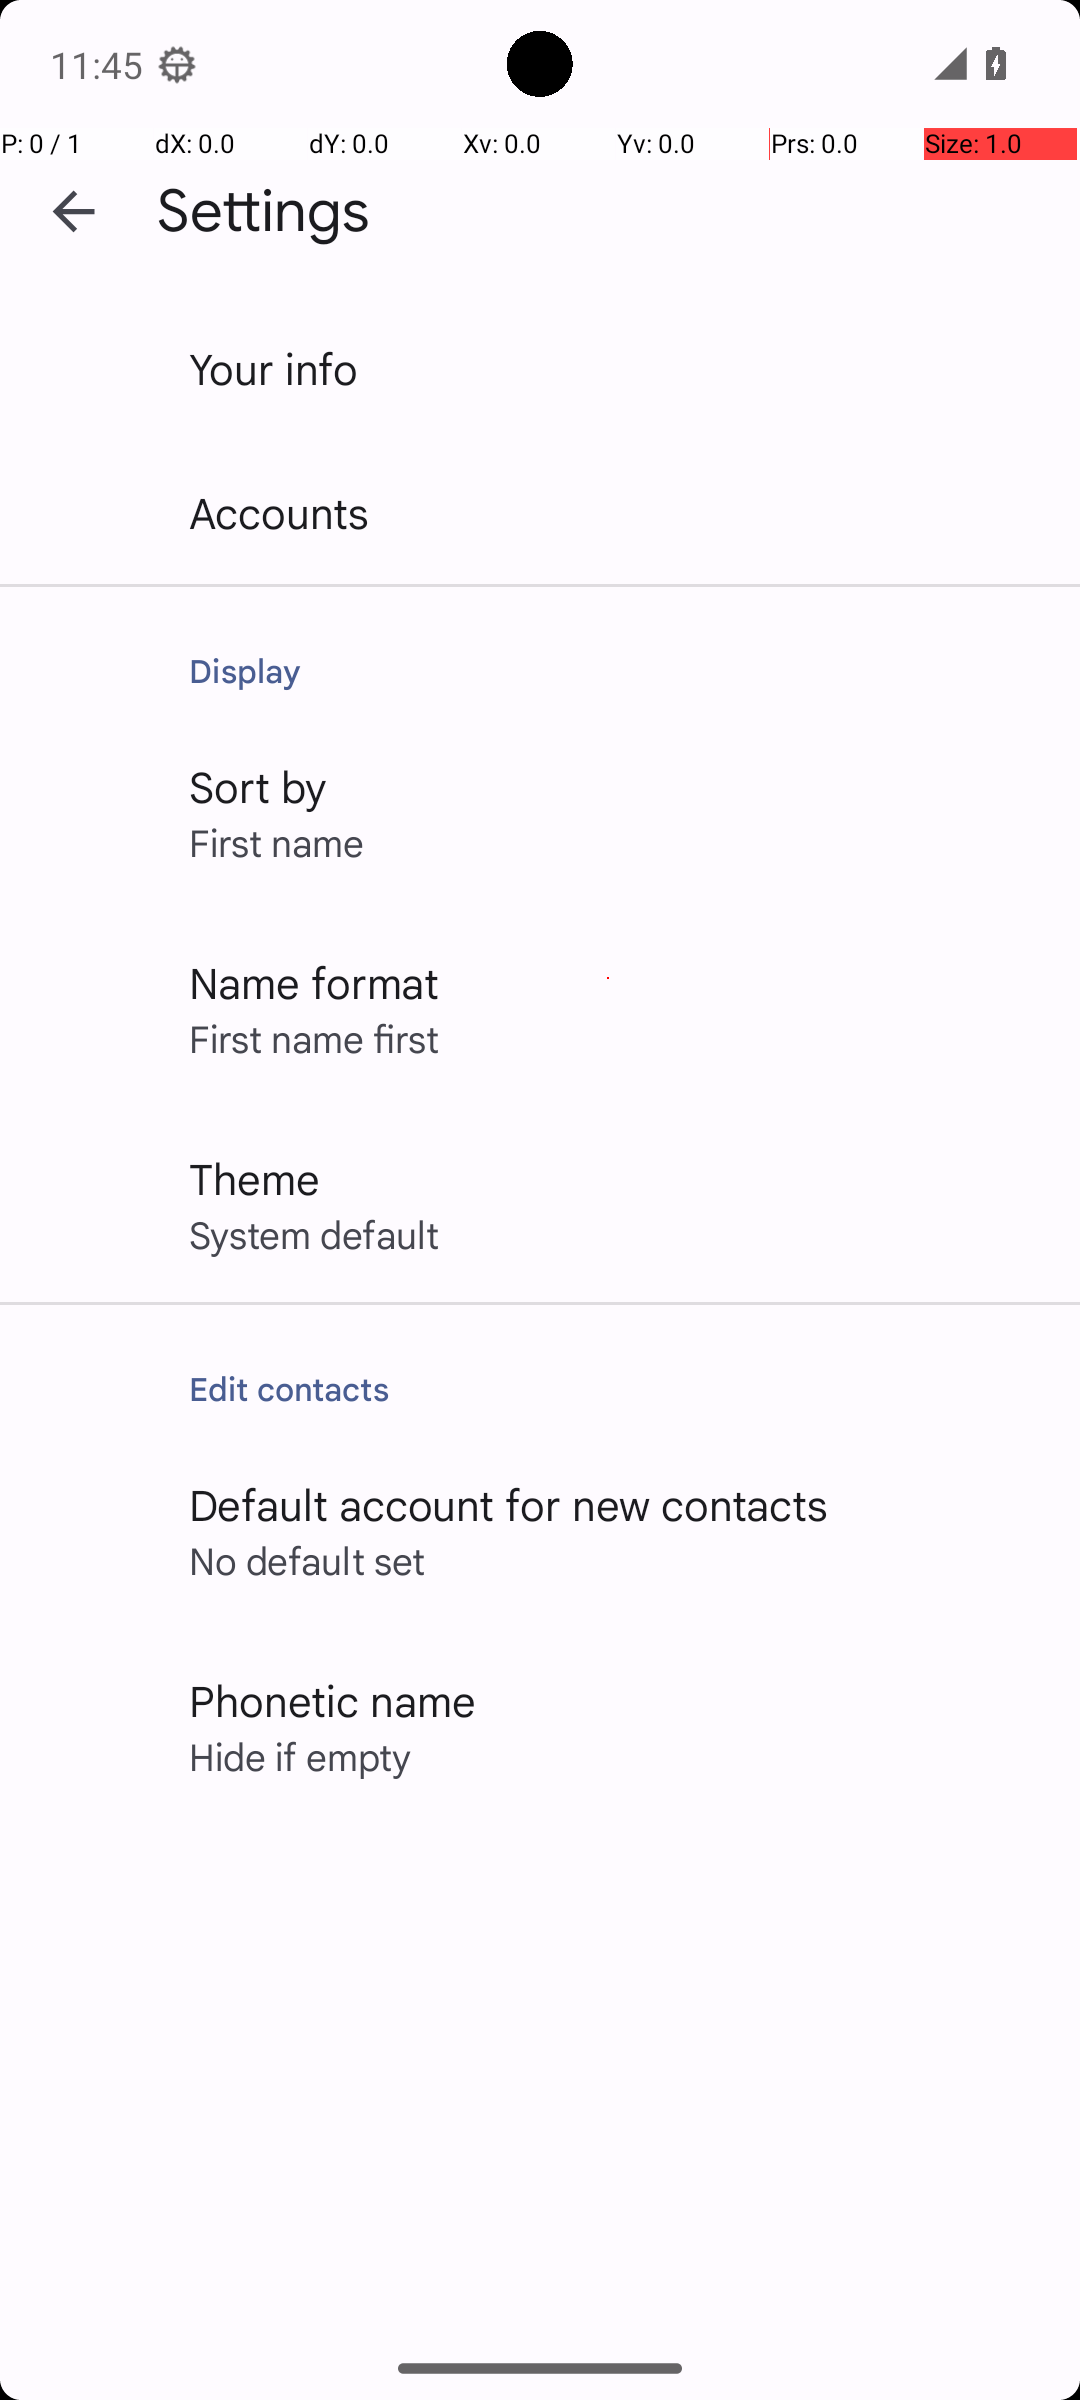 11:45
P: 0 / 1 dX: 0.0 dY: 0.0 Xv: 0.0 Yv: 0.0 Prs: 0.0 Size: 1.0
Settings
Your info
Accounts
Display
Sort by
First name
Name format
First name first
Theme
System default
Edit contacts
Default account for new contacts
No default set
Phonetic name
Hide if empty